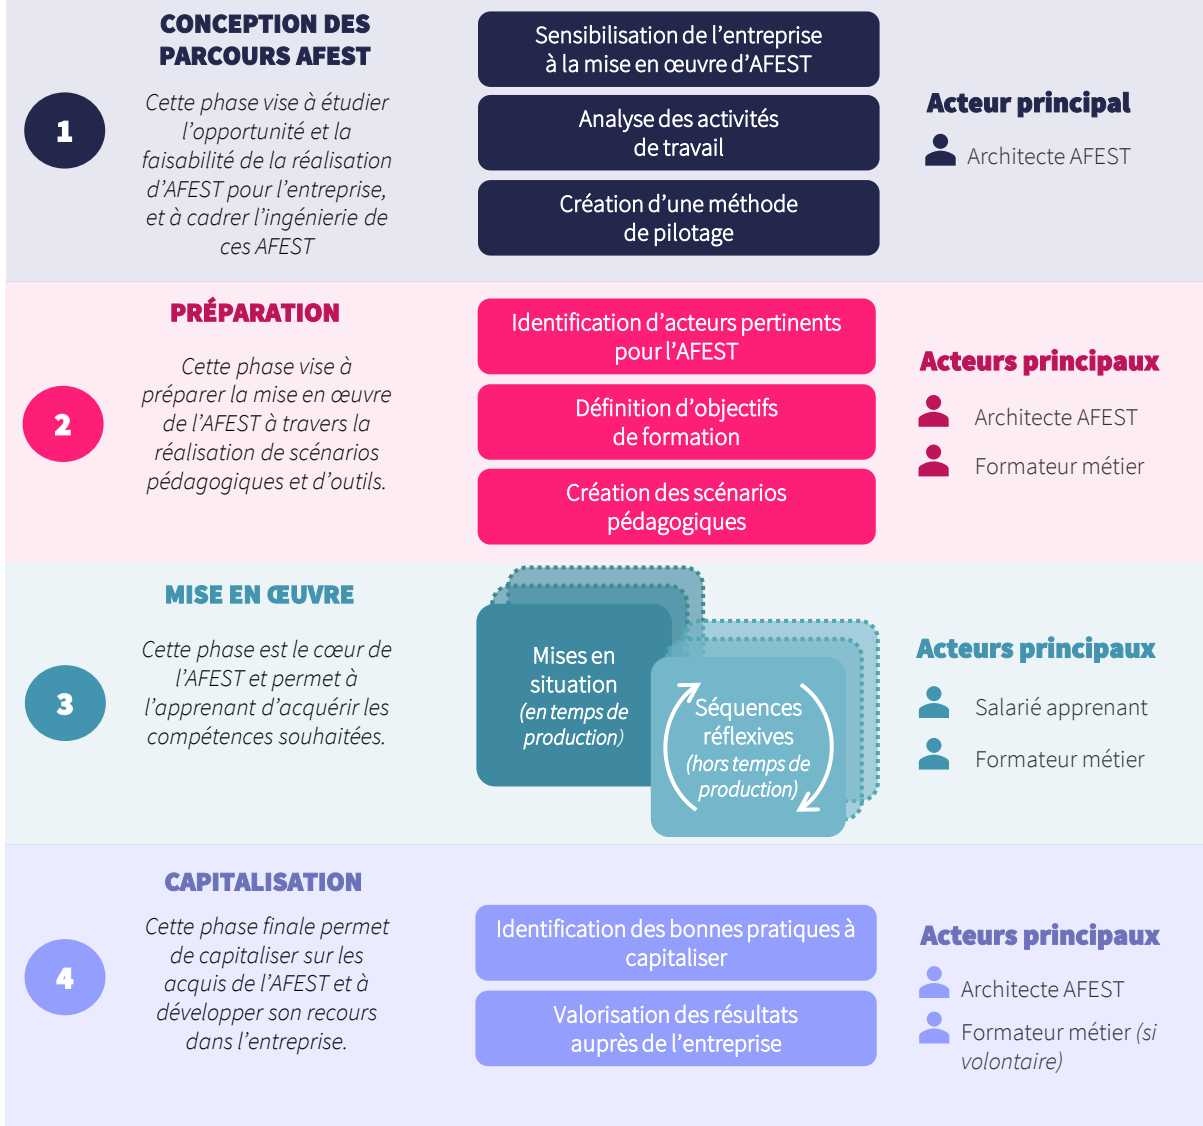 CONCEPTION DES
PARCOURS AFEST
1
Cette phase vise à étudier
l’opportunité et la
faisabilité de la réalisation
d’AFEST pour l’entreprise,
et à cadrer l’ingénierie de
ces AFEST
Sensibilisation de l’entreprise
à la mise en œuvre d’AFEST
Analyse des activités
de travail
Création d’une méthode
de pilotage
Acteur principal
Architecte AFEST
PRÉPARATION
2
Cette phase vise à
préparer la mise en œuvre
de l’AFEST à travers la
réalisation de scénarios
pédagogiques et d’outils.
Identification d’acteurs pertinents
pour l’AFEST
Définition d’objectifs
de formation
Création des scénarios
pédagogiques
Acteurs principaux
Architecte AFEST
Formateur métier
MISE EN ŒUVRE
3
Cette phase est le cœur de
l’AFEST et permet à
l’apprenant d’acquérir les
compétences souhaitées.
Mises en
situation
(en temps de
production)
Séquences
réflexives
(hors temps de
production)
Acteurs principaux
Salarié apprenant
Formateur métier
CAPITALISATION
4
Cette phase finale permet
de capitaliser sur les
acquis de l’AFEST et à
développer son recours
dans l’entreprise.
Identification des bonnes pratiques à
capitaliser
Valorisation des résultats
auprès de l’entreprise
Acteurs principaux
Architecte AFEST
Formateur métier (si
volontaire)